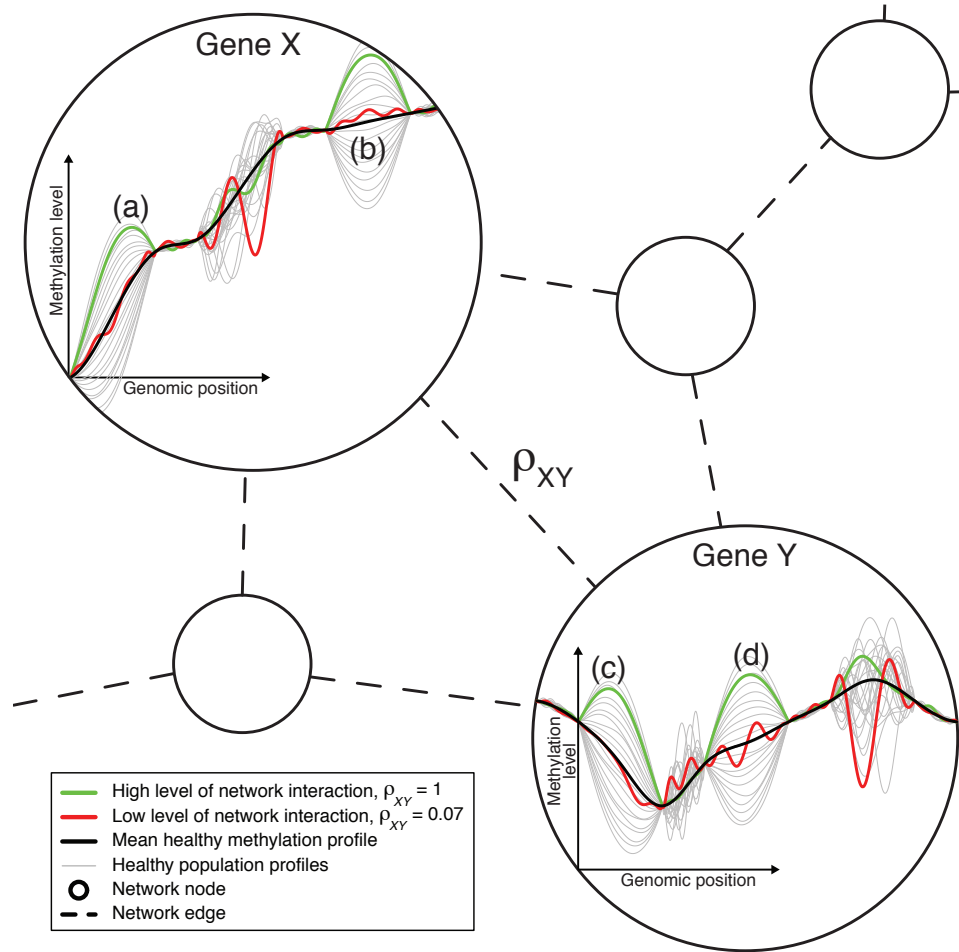 Gene X
(b)
(a)
Methylation level
Genomic position
ρXY
Gene Y
(c)
(d)
Methylation
level
Genomic position
High level of network interaction, ρXY = 1
Low level of network interaction, ρXY = 0.07
Mean healthy methylation profile
Healthy population profiles
Network node
Network edge